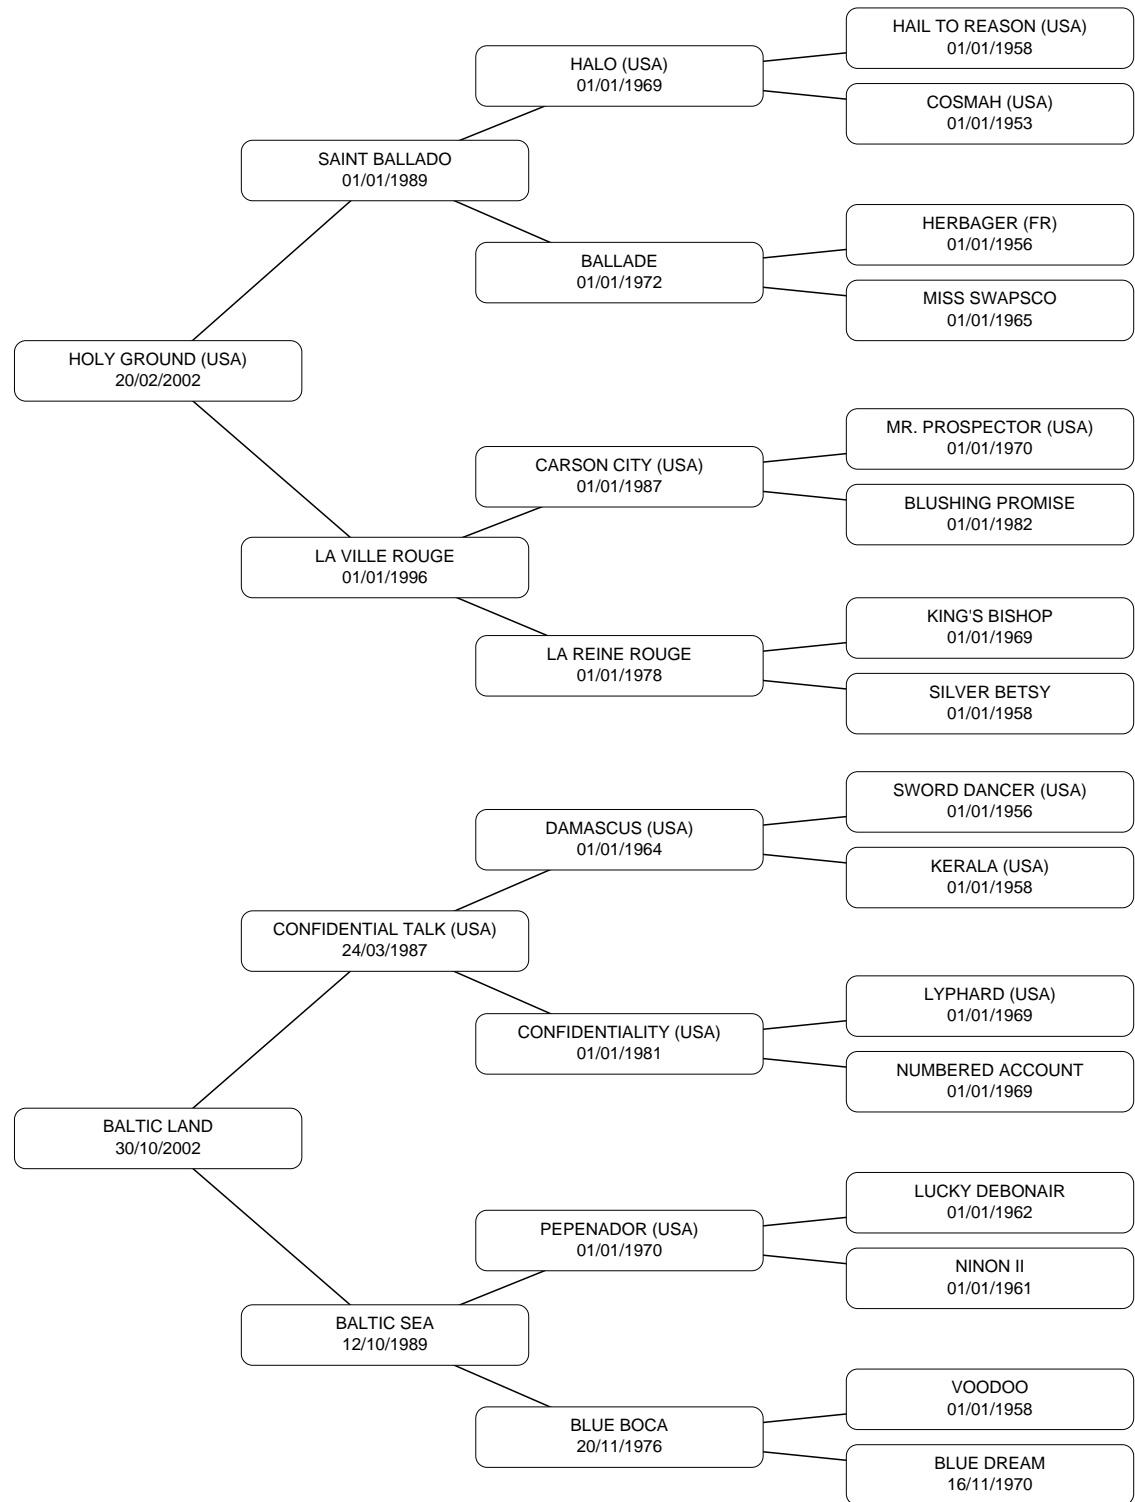 HAIL TO REASON (USA)
01/01/1958
HALO (USA)
01/01/1969
COSMAH (USA)
01/01/1953
SAINT BALLADO
01/01/1989
HERBAGER (FR)
01/01/1956
BALLADE
01/01/1972
MISS SWAPSCO
01/01/1965
HOLY GROUND (USA)
20/02/2002
MR. PROSPECTOR (USA)
01/01/1970
CARSON CITY (USA)
01/01/1987
BLUSHING PROMISE
01/01/1982
LA VILLE ROUGE
01/01/1996
KING'S BISHOP
01/01/1969
LA REINE ROUGE
01/01/1978
SILVER BETSY
01/01/1958
SWORD DANCER (USA)
01/01/1956
DAMASCUS (USA)
01/01/1964
KERALA (USA)
01/01/1958
CONFIDENTIAL TALK (USA)
24/03/1987
LYPHARD (USA)
01/01/1969
CONFIDENTIALITY (USA)
01/01/1981
NUMBERED ACCOUNT
01/01/1969
BALTIC LAND
30/10/2002
LUCKY DEBONAIR
01/01/1962
PEPENADOR (USA)
01/01/1970
NINON II
01/01/1961
BALTIC SEA
12/10/1989
VOODOO
01/01/1958
BLUE BOCA
20/11/1976
BLUE DREAM
16/11/1970